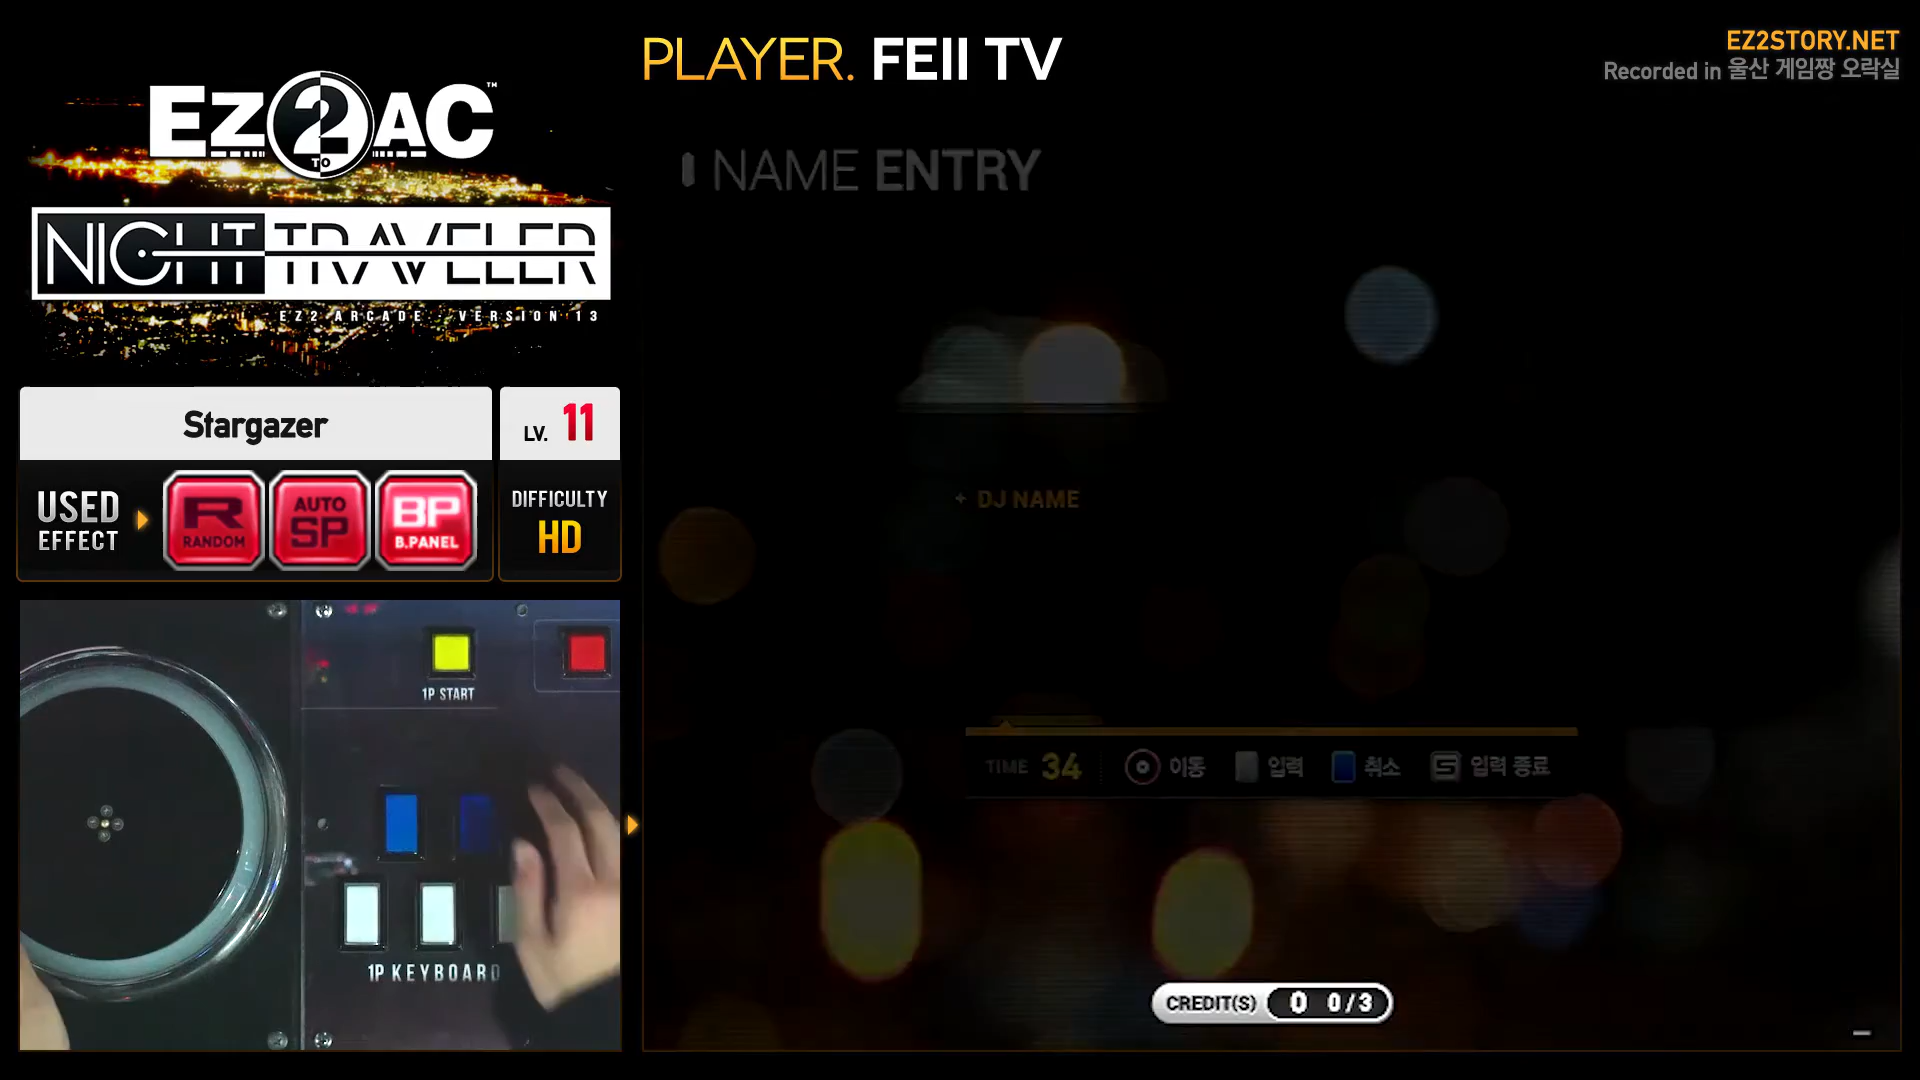 PLAYER. FEII TV
EZ2STORY.NET
Recorded in 울산 게임짱 오락실
Ez2AC™
TO
NIGHT TRAVELER
EZ2 ARCADE VERSION 13
NAME ENTRY
Stargazer
LV. 11
USED EFFECT
R RANDOM
AUTO SP
BP B.PANEL
DIFFICULTY
HD
DJ NAME
1P START
1P KEYBOARD
TIME 34 이동 입력 취소 S 입력 종료
CREDIT(S) 0 0/3